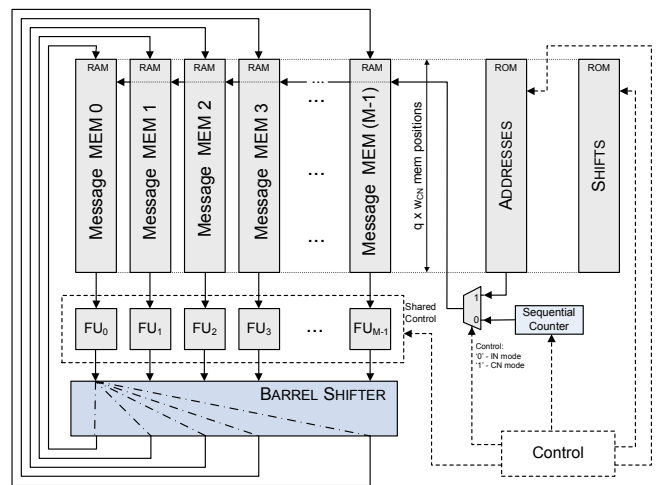 RAM RAM RAM RAM RAM ROM ROM
Message MEM 0
Message MEM 1
Message MEM 2
Message MEM 3
...
...
...
...
Message MEM (M-1)
q x wCN mem positions
ADDRESSES
SHIFTS
FU0 FU1 FU2 FU3 ... FUM-1
Shared
Control
1
0
Sequential
Counter
Control:
'0' - IN mode
'1' - CN mode
BARREL SHIFTER
Control